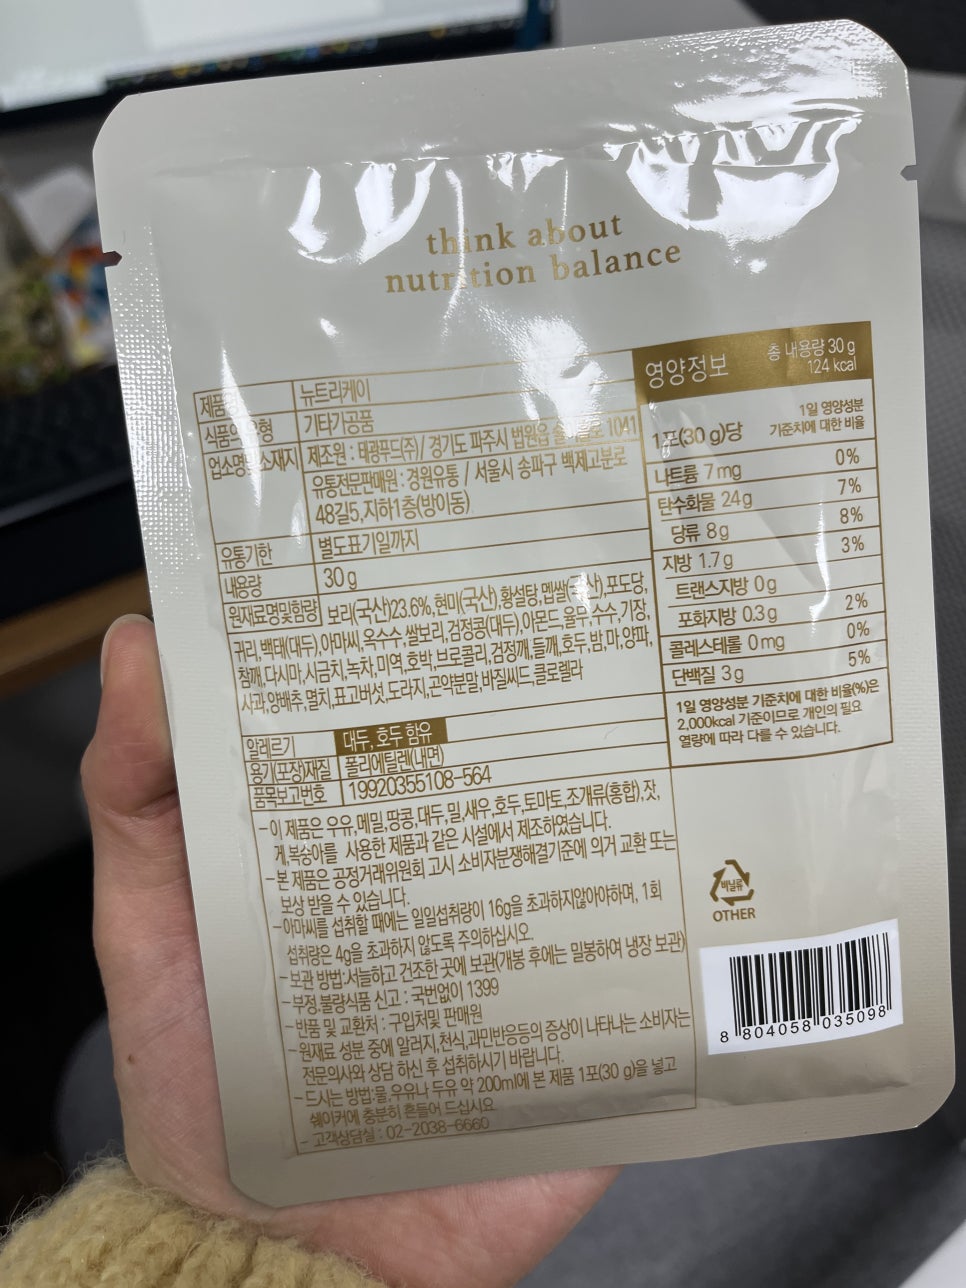 think about
nutrition balance
제품명 뉴트리케이
식품의유형 기타가공품
업소명및소재지 제조원 : 태광푸드(주) / 경기도 파주시 법원읍 1041
유통전문판매원 : 경원유통 / 서울시 송파구 백제고분로
48길5,지하1층(방이동)
유통기한 별도표기일까지
내용량 30g
원재료명및함량 보리(국산)23.6%,현미(국산),황설탕,멥쌀(국산),포도당,
귀리,백태(대두),아마씨,옥수수,쌀보리,검정콩(대두),아몬드,율무,수수,기장,
참깨,다시마,시금치,녹차,미역,호박,브로콜리,검정깨,들깨,호두,밤,마,양파,
사과,양배추,멸치,표고버섯,도라지,곤약분말,바질씨드,클로렐라
알레르기 대두, 호두 함유
용기(포장)재질 폴리에틸렌(내면)
품목보고번호 19920355108-564
-이 제품은 우유,메밀,땅콩,대두,밀,새우,호두,토마토,조개류(홍합),잣,
게,복숭아를 사용한 제품과 같은 시설에서 제조하였습니다.
-본 제품은 공정거래위원회 고시 소비자분쟁해결기준에 의거 교환 또는
보상 받을 수 있습니다.
-아마씨를 섭취할 때에는 일일섭취량이 16g을 초과하지않아야하며, 1회
섭취량은 4g을 초과하지 않도록 주의하십시오.
-보관 방법:서늘하고 건조한 곳에 보관(개봉 후에는 밀봉하여 냉장 보관)
-부정.불량식품 신고 : 국번없이 1399
-반품 및 교환처 : 구입처및 판매원
-원재료 성분 중에 알러지,천식,과민반응등의 증상이 나타나는 소비자는
전문의사와 상담 하신 후 섭취하시기 바랍니다.
-드시는 방법:물,우유나 두유 약 200ml에 본 제품 1포(30 g)을 넣고
쉐이커에 충분히 흔들어 드십시요
- 고객상담실 : 02-2038-6660
영양정보
총 내용량 30 g
124 kcal
1포(30 g)당
1일 영양성분
기준치에 대한 비율
나트륨 7 mg 0%
탄수화물 24 g 7%
당류 8 g 8%
지방 1.7 g 3%
트랜스지방 0 g
포화지방 0.3 g 2%
콜레스테롤 0 mg 0%
단백질 3 g 5%
1일 영양성분 기준치에 대한 비율(%)은
2,000kcal 기준이므로 개인의 필요
열량에 따라 다를 수 있습니다.
비닐류
OTHER
8 804058 035098